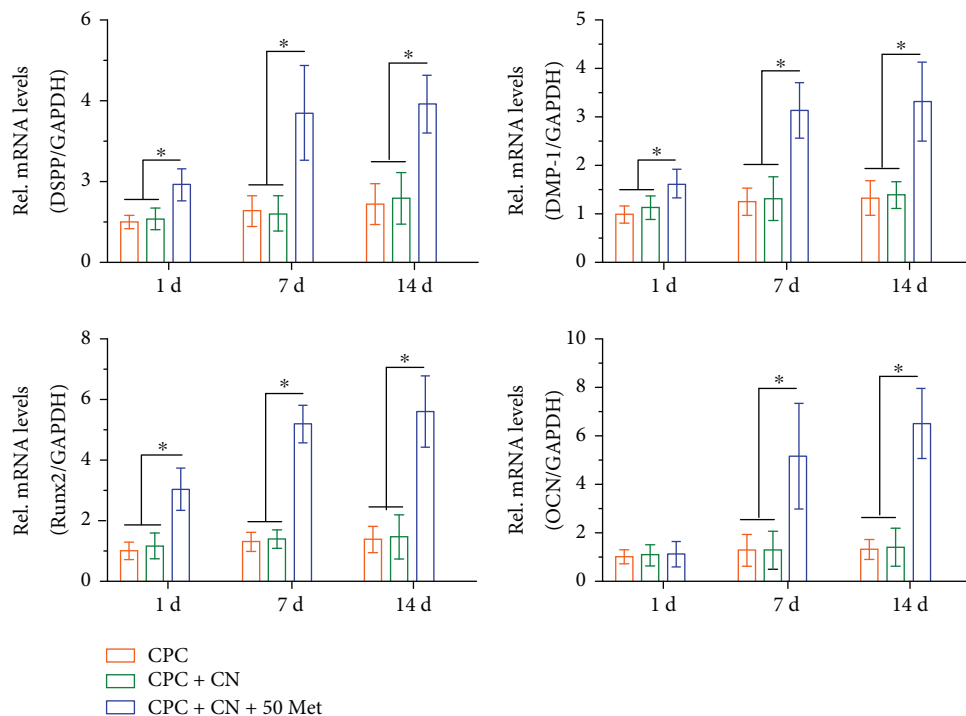 Rel. mRNA levels
(DSPP/GAPDH)
6
4
3
0
*
*
*
1 d
7 d
14 d
Rel. mRNA levels
(DMP-1/GAPDH)
5
4
3
2
1
0
*
*
*
1 d
7 d
14 d
Rel. mRNA levels
(Runx2/GAPDH)
8
6
4
2
0
*
*
*
1 d
7 d
14 d
Rel. mRNA levels
(OCN/GAPDH)
10
8
6
4
2
0
*
*
1 d
7 d
14 d
CPC
CPC + CN
CPC + CN + 50 Met